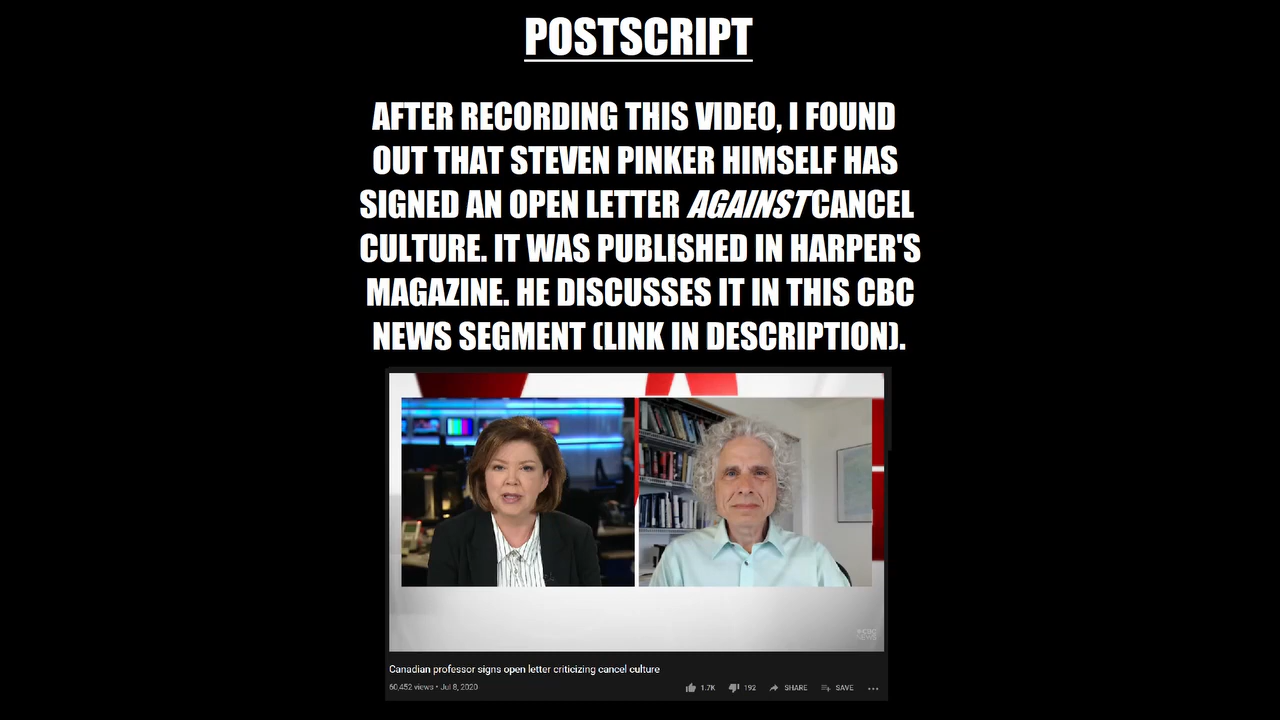 POSTSCRIPT
AFTER RECORDING THIS VIDEO, I FOUND
OUT THAT STEVEN PINKER HIMSELF HAS
SIGNED AN OPEN LETTER AGAINST CANCEL
CULTURE. IT WAS PUBLISHED IN HARPER'S
MAGAZINE. HE DISCUSSES IT IN THIS CBC
NEWS SEGMENT (LINK IN DESCRIPTION).
CBC
NEWS
Canadian professor signs open letter criticizing cancel culture
60,452 views • Jul 8, 2020 1.7K 192 SHARE SAVE